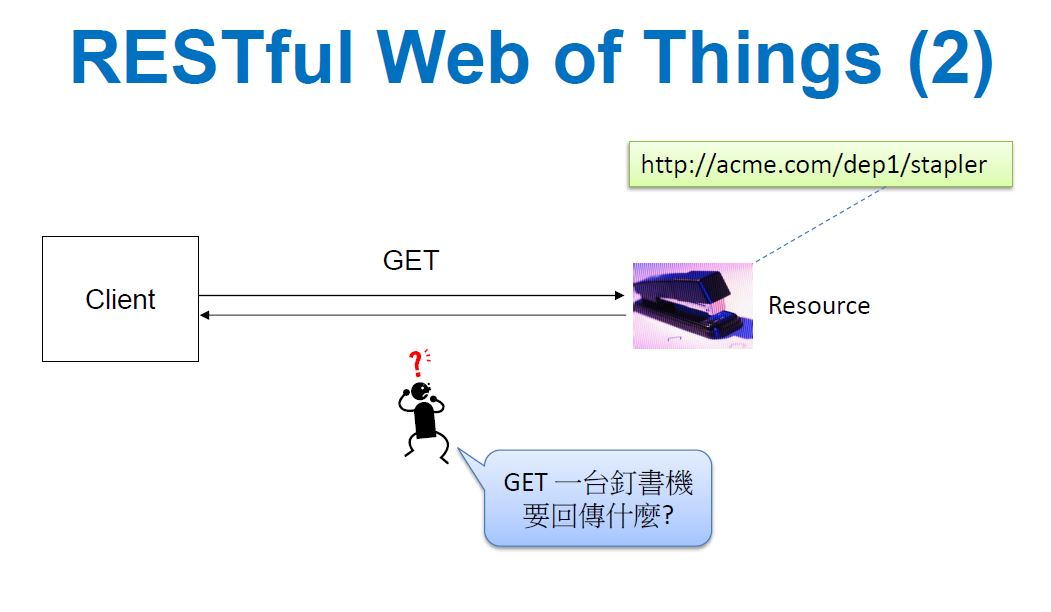 RESTful Web of Things (2)
http://acme.com/dep1/stapler
GET
Client
Resource
?
GET 一台釘書機
要回傳什麼?